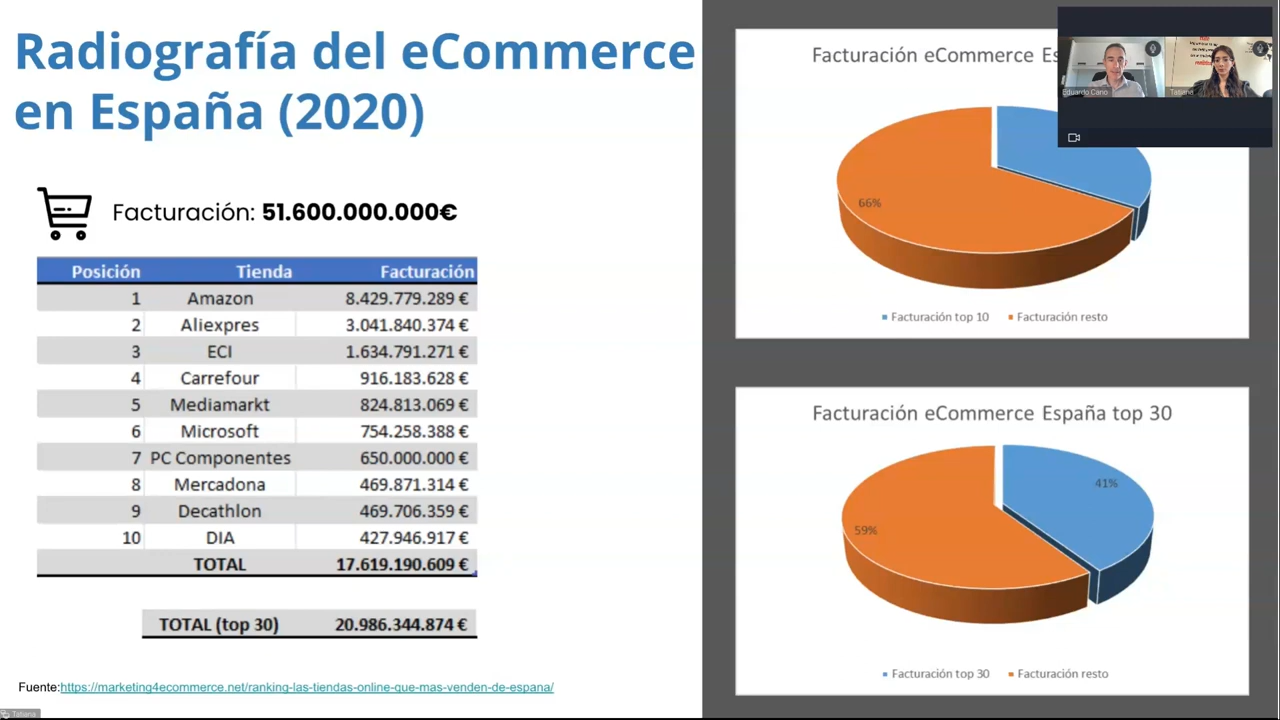 Radiografía del eCommerce
en España (2020)
Facturación: 51.600.000.000€
Posición Tienda Facturación
1 Amazon 8.429.779.289 €
2 Aliexpres 3.041.840.374 €
3 ECI 1.634.791.271 €
4 Carrefour 916.183.628 €
5 Mediamarkt 824.813.069 €
6 Microsoft 754.258.388 €
7 PC Componentes 650.000.000 €
8 Mercadona 469.871.314 €
9 Decathlon 469.706.359 €
10 DIA 427.946.917 €
TOTAL 17.619.190.609 €
TOTAL (top 30) 20.986.344.874 €
Fuente:https://marketing4ecommerce.net/ranking-las-tiendas-online-que-mas-venden-de-espana/
Tatiana
Facturación eCommerce Es
66%
Facturación top 10 Facturación resto
Eduardo Cano Tatiana
Facturación eCommerce España top 30
41%
59%
Facturación top 30 Facturación resto